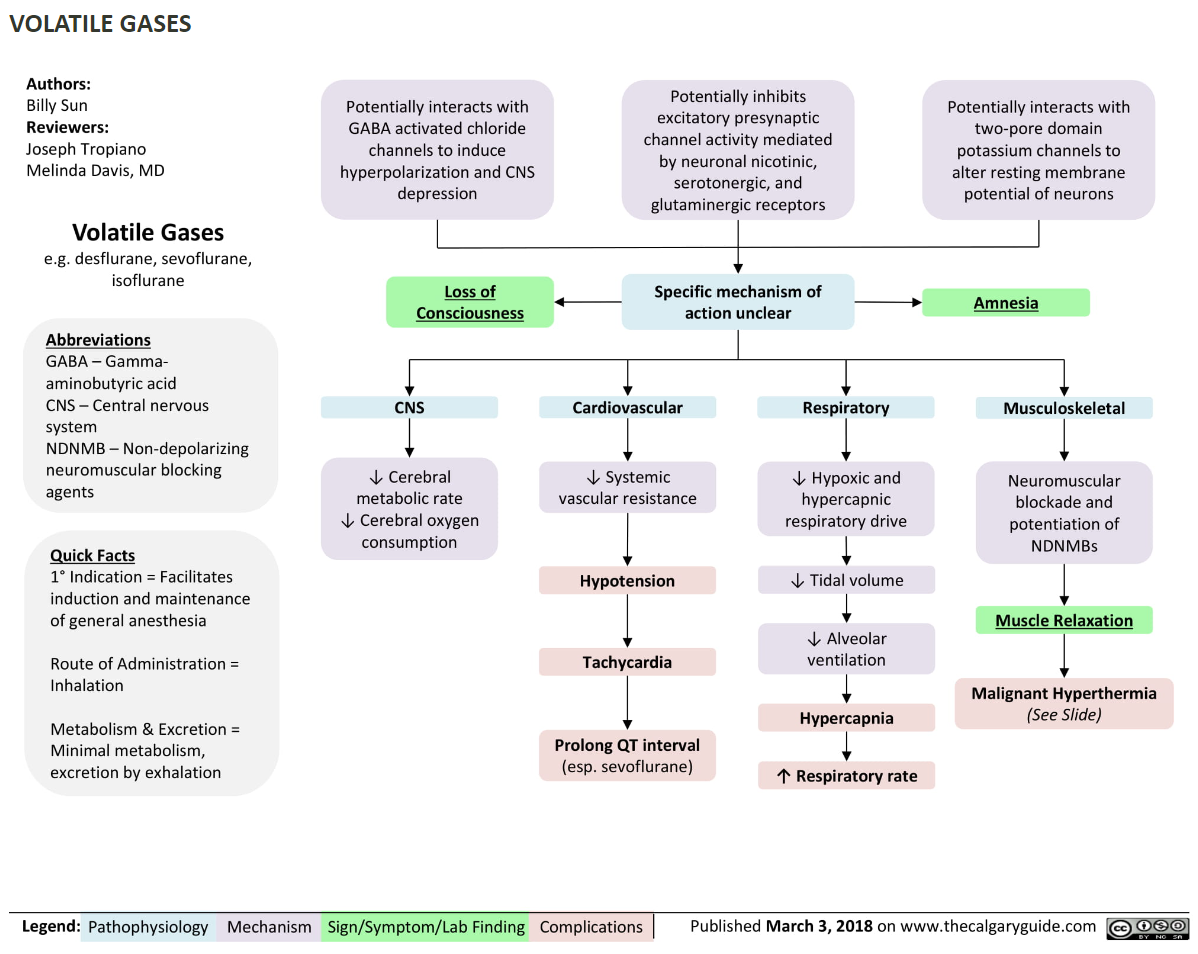 VOLATILE GASES
Authors:
Billy Sun
Reviewers:
Joseph Tropiano
Melinda Davis, MD
Volatile Gases
e.g. desflurane, sevoflurane,
isoflurane
Abbreviations
GABA – Gamma-
aminobutyric acid
CNS – Central nervous
system
NDNMB – Non-depolarizing
neuromuscular blocking
agents
Quick Facts
1° Indication = Facilitates
induction and maintenance
of general anesthesia
Route of Administration =
Inhalation
Metabolism & Excretion =
Minimal metabolism,
excretion by exhalation
Potentially interacts with
GABA activated chloride
channels to induce
hyperpolarization and CNS
depression
Potentially inhibits
excitatory presynaptic
channel activity mediated
by neuronal nicotinic,
serotonergic, and
glutaminergic receptors
Potentially interacts with
two-pore domain
potassium channels to
alter resting membrane
potential of neurons
Loss of
Consciousness
Specific mechanism of
action unclear
Amnesia
CNS
↓ Cerebral
metabolic rate
↓ Cerebral oxygen
consumption
Cardiovascular
↓ Systemic
vascular resistance
Hypotension
Tachycardia
Prolong QT interval
(esp. sevoflurane)
Respiratory
↓ Hypoxic and
hypercapnic
respiratory drive
↓ Tidal volume
↓ Alveolar
ventilation
Hypercapnia
↑ Respiratory rate
Musculoskeletal
Neuromuscular
blockade and
potentiation of
NDNMBs
Muscle Relaxation
Malignant Hyperthermia
(See Slide)
Legend: Pathophysiology Mechanism Sign/Symptom/Lab Finding Complications
Published March 3, 2018 on www.thecalgaryguide.com
cc BY NC SA